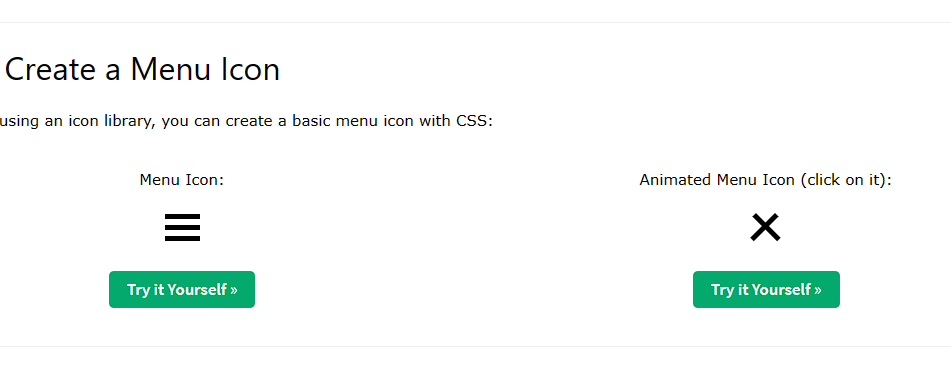 Create a Menu Icon
using an icon library, you can create a basic menu icon with CSS:
Menu Icon:
Animated Menu Icon (click on it):
Try it Yourself »
Try it Yourself »